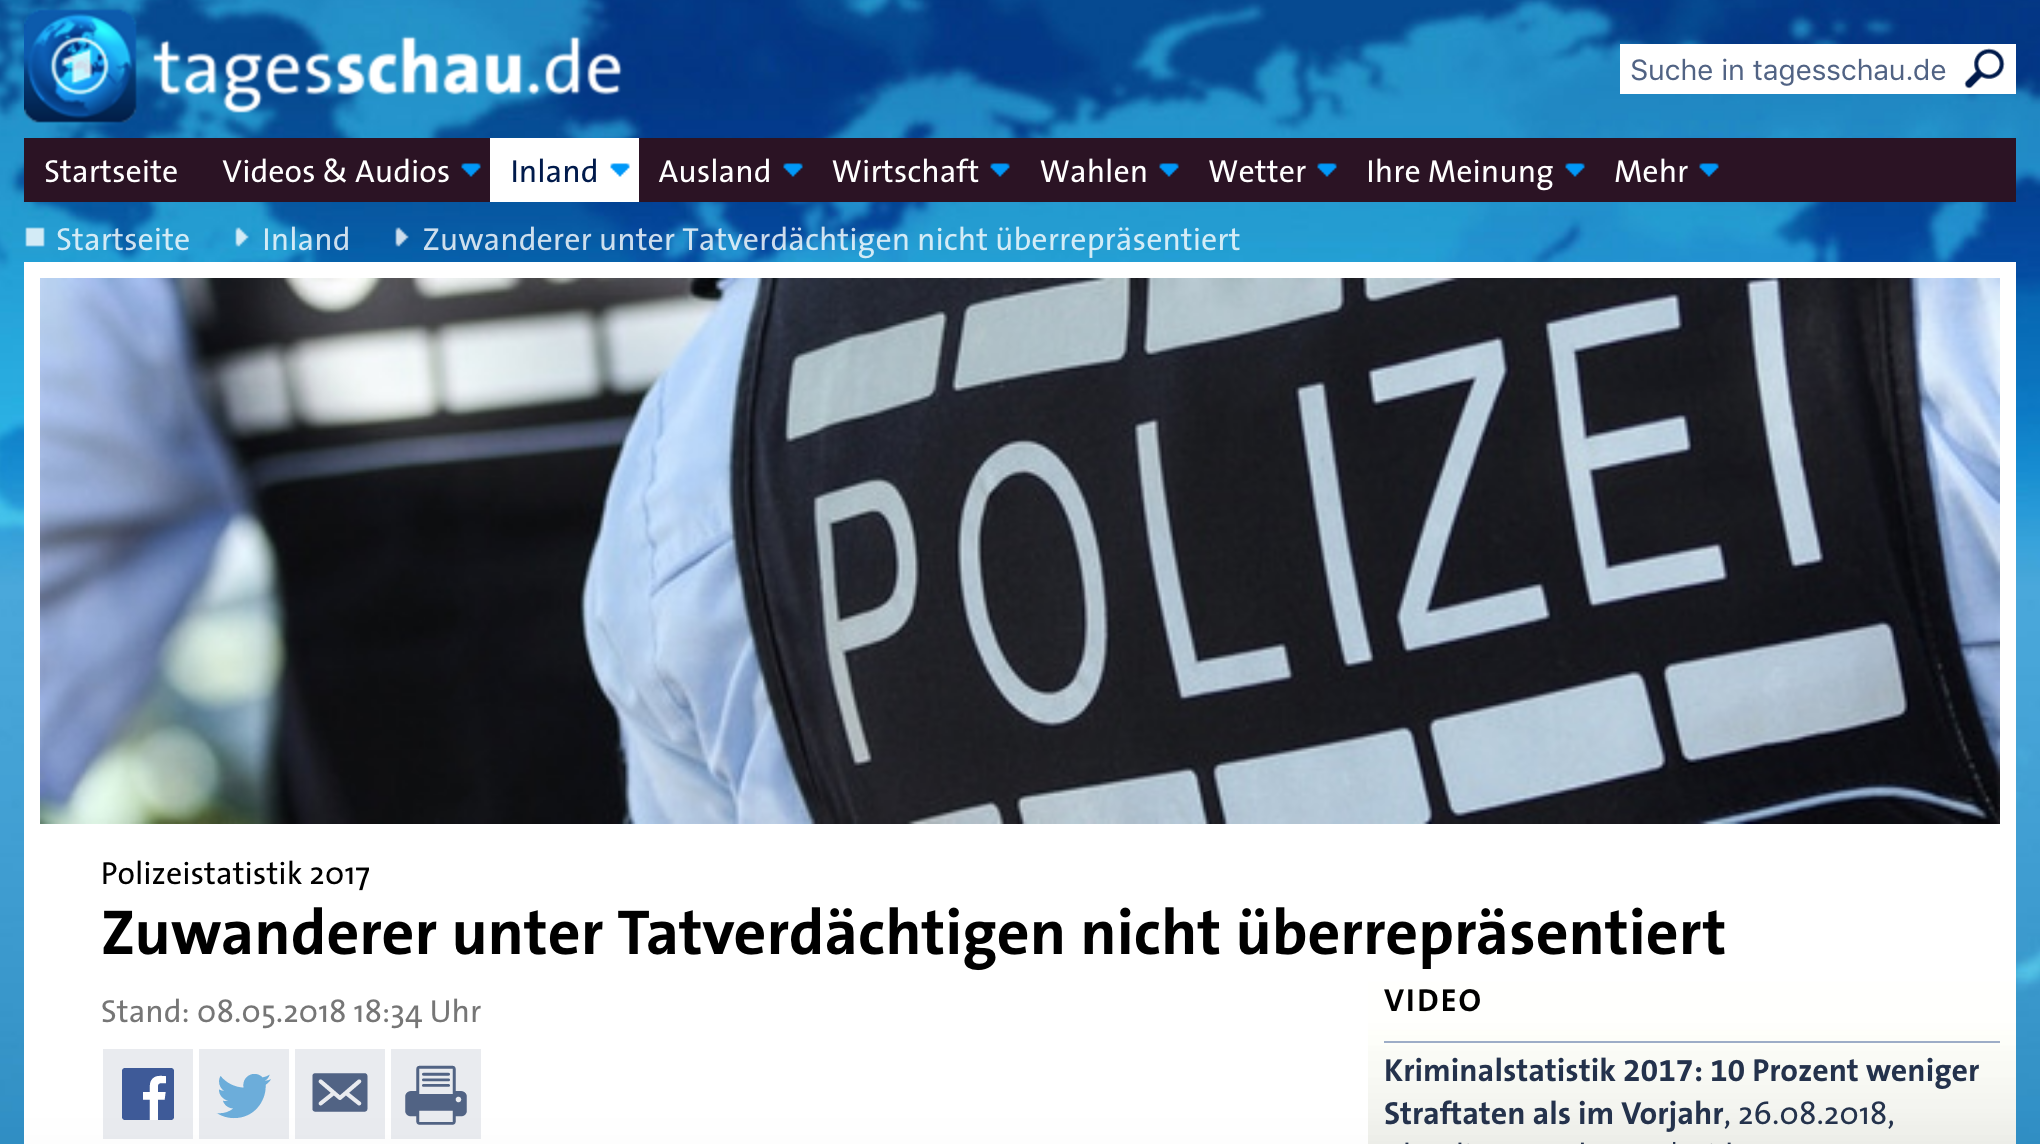 tagesschau.de
Suche in tagesschau.de
Startseite Videos & Audios Inland Ausland Wirtschaft Wahlen Wetter Ihre Meinung Mehr
Startseite Inland Zuwanderer unter Tatverdächtigen nicht überrepräsentiert
POLIZEI
Polizeistatistik 2017
Zuwanderer unter Tatverdächtigen nicht überrepräsentiert
Stand: 08.05.2018 18:34 Uhr
VIDEO
Kriminalstatistik 2017: 10 Prozent weniger
Straftaten als im Vorjahr, 26.08.2018,